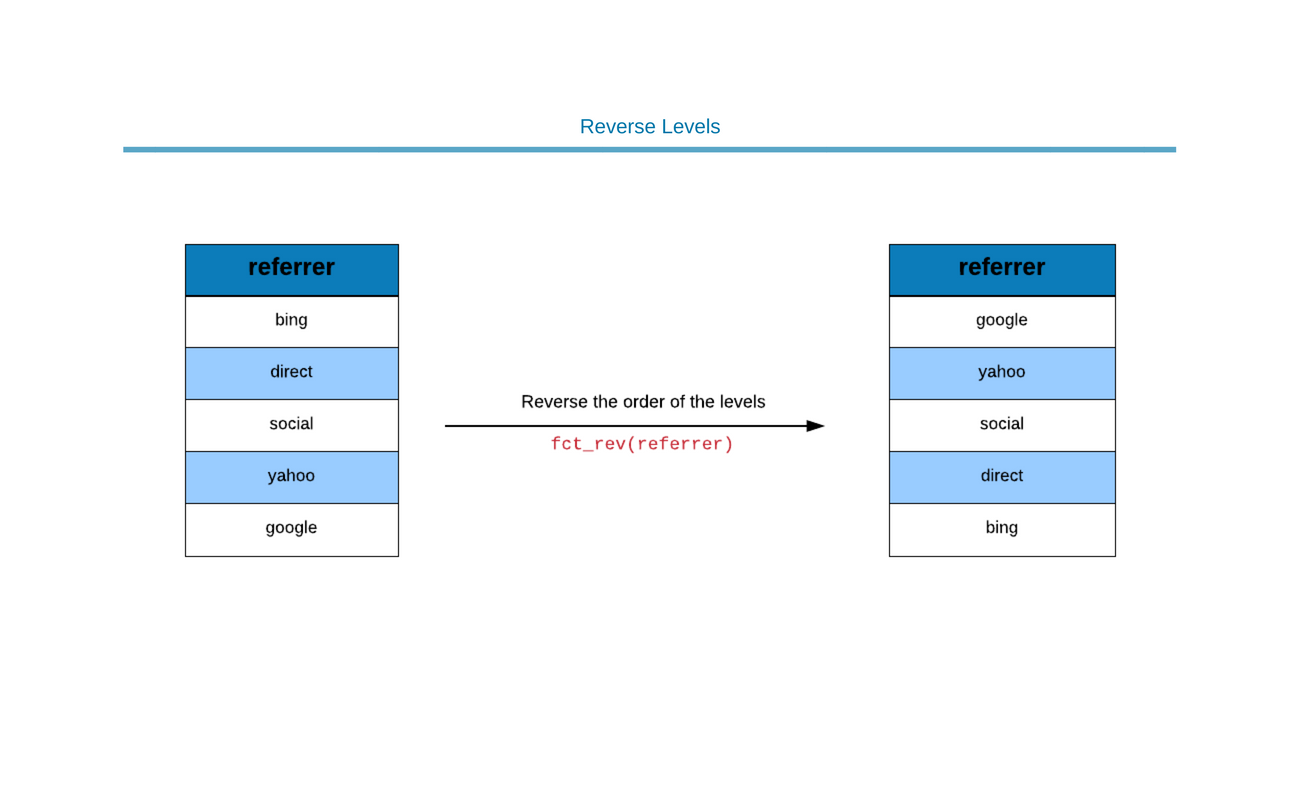 Reverse Levels
referrer
bing
direct
social
yahoo
google
Reverse the order of the levels
fct_rev(referrer)
referrer
google
yahoo
social
direct
bing